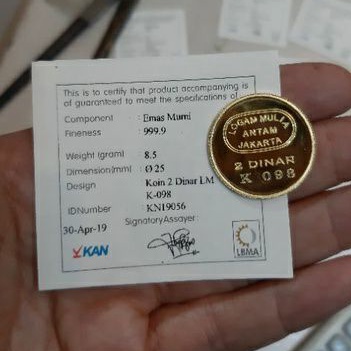 This is to certify that product accompanying is
of guaranteed to meet the specifications of
Component : Emas Murni
Fineness 999.9
Weight (gram) 8.5
Dimension(mm) Ø 25
Design Koin 2 Dinar LM
K-098
IDNumber KN19056
Signatory Assayer
30-Apr-19
KAN
LBMA
LOGAM MULIA
ANTAM
JAKARTA
2 DINAR
K 098